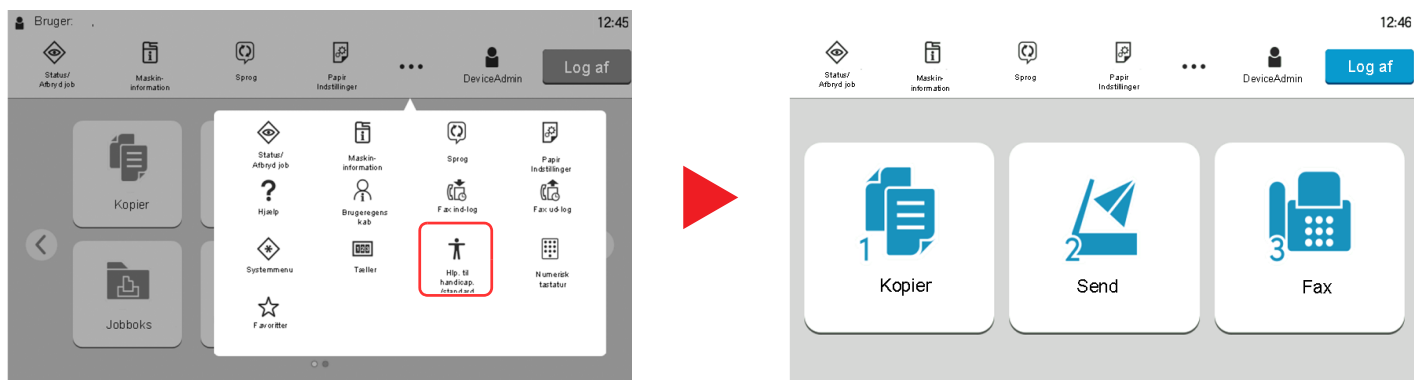 Bruger: .
12:45
Status/
Afbryd job
Maskin-
information
Sprog
Papir
Indstillinger
DeviceAdmin
Log af
Status/
Afbryd job
Maskin-
information
Sprog
Papir
Indstillinger
Hjælp
Brugeregens
kab
Fax ind-log
Fax ud-log
Systemmenu
Tæller
Hlp. til
handicap.
/standard
Numerisk
tastatur
Favoritter
Kopier
Jobboks
12:46
Status/
Afbryd job
Maskin-
information
Sprog
Papir
Indstillinger
DeviceAdmin
Log af
1
Kopier
2
Send
3
Fax